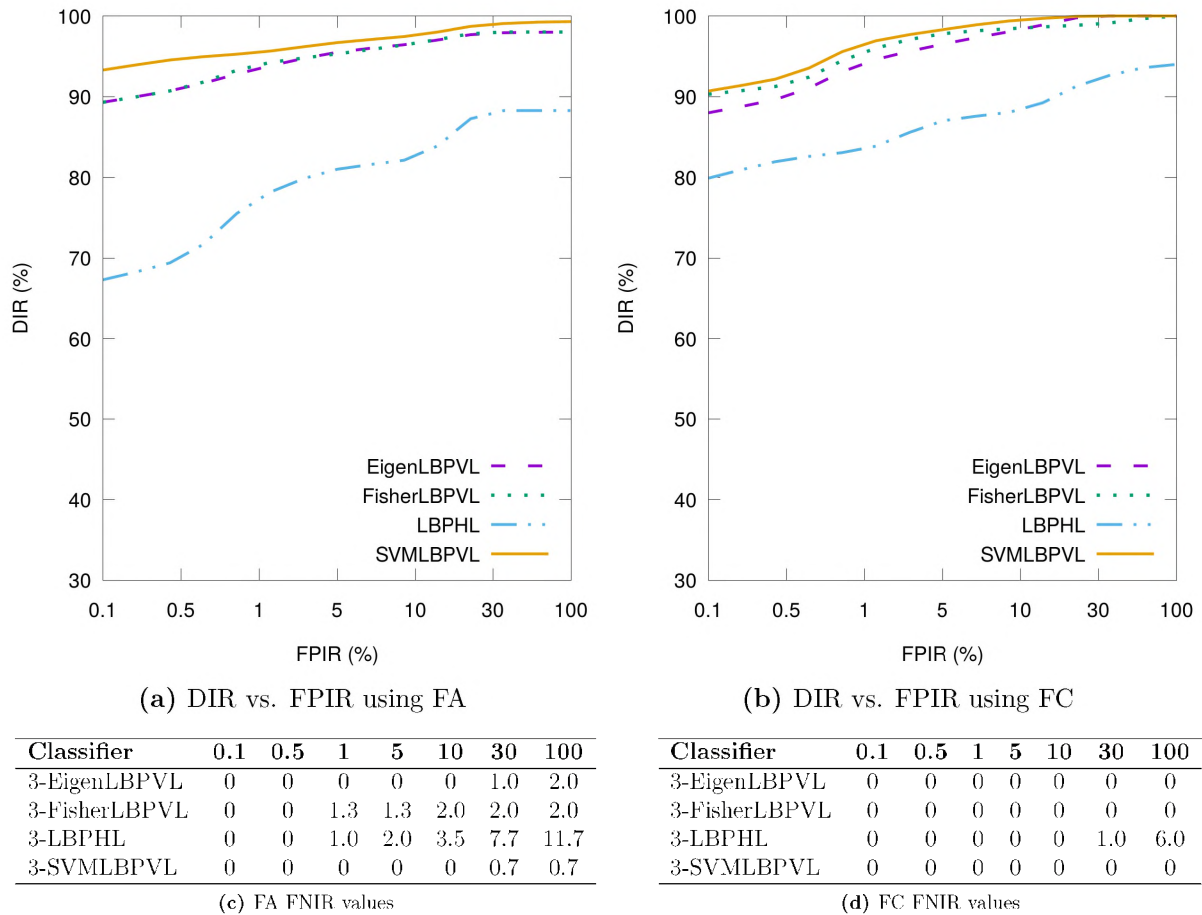 100
90
80
70
60
50
40
30
DIR (%)
EigenLBPVL
FisherLBPVL
LBPHL
SVMLBPVL
0.1 0.5 1 5 10 30 100
FPIR (%)
(a) DIR vs. FPIR using FA
100
90
80
70
60
50
40
30
DIR (%)
EigenLBPVL
FisherLBPVL
LBPHL
SVMLBPVL
0.1 0.5 1 5 10 30 100
FPIR (%)
(b) DIR vs. FPIR using FC
Classifier 0.1 0.5 1 5 10 30 100
3-EigenLBPVL 0 0 0 0 0 1.0 2.0
3-FisherLBPVL 0 0 1.3 1.3 2.0 2.0 2.0
3-LBPHL 0 0 1.0 2.0 3.5 7.7 11.7
3-SVMLBPVL 0 0 0 0 0 0.7 0.7
(c) FA FNIR values
Classifier 0.1 0.5 1 5 10 30 100
3-EigenLBPVL 0 0 0 0 0 0 0
3-FisherLBPVL 0 0 0 0 0 0 0
3-LBPHL 0 0 0 0 0 1.0 6.0
3-SVMLBPVL 0 0 0 0 0 0 0
(d) FC FNIR values